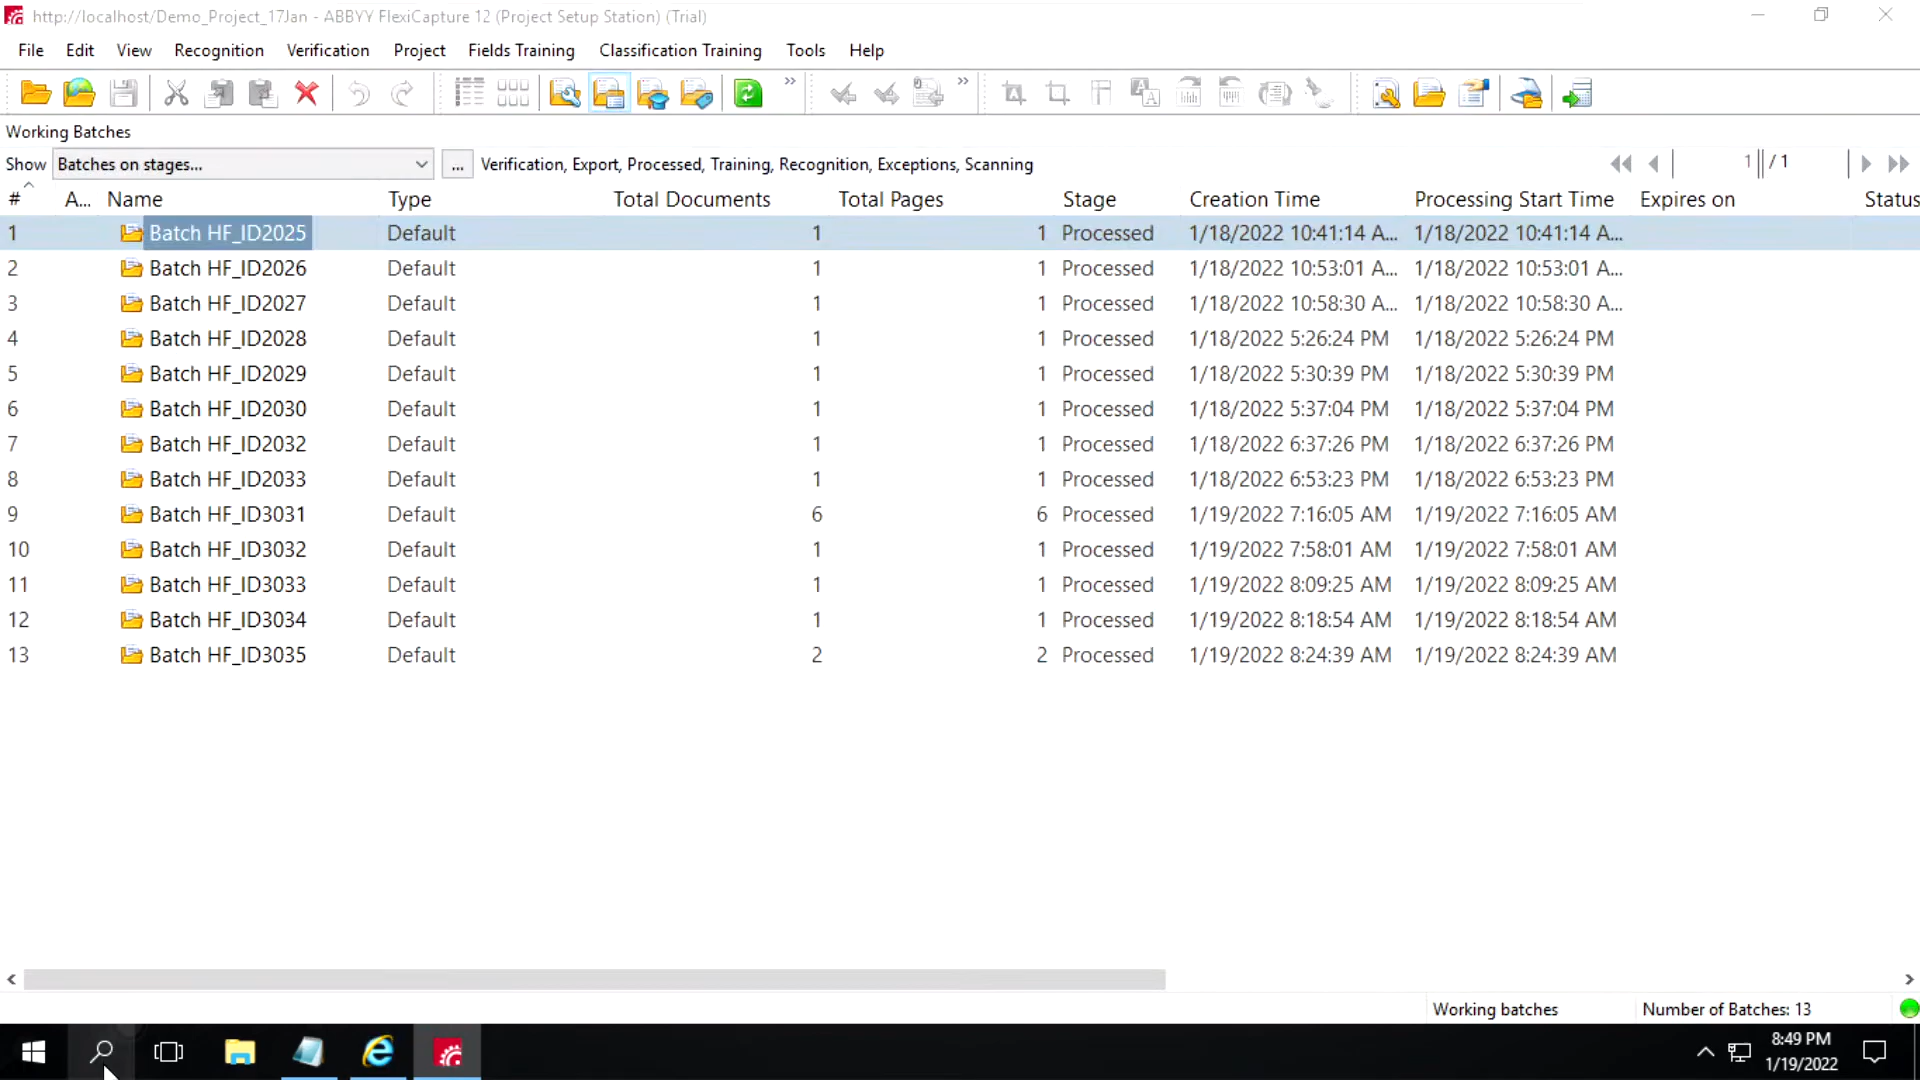 http://localhost/Demo_Project_17Jan - ABBYY FlexiCapture 12 (Project Setup Station) (Trial)
File Edit View Recognition Verification Project Fields Training Classification Training Tools Help
Working Batches
Show Batches on stages... ... Verification, Export, Processed, Training, Recognition, Exceptions, Scanning 1 / 1
# A... Name Type Total Documents Total Pages Stage Creation Time Processing Start Time Expires on Status
1 Batch HF_ID2025 Default 1 1 Processed 1/18/2022 10:41:14 A... 1/18/2022 10:41:14 A...
2 Batch HF_ID2026 Default 1 1 Processed 1/18/2022 10:53:01 A... 1/18/2022 10:53:01 A...
3 Batch HF_ID2027 Default 1 1 Processed 1/18/2022 10:58:30 A... 1/18/2022 10:58:30 A...
4 Batch HF_ID2028 Default 1 1 Processed 1/18/2022 5:26:24 PM 1/18/2022 5:26:24 PM
5 Batch HF_ID2029 Default 1 1 Processed 1/18/2022 5:30:39 PM 1/18/2022 5:30:39 PM
6 Batch HF_ID2030 Default 1 1 Processed 1/18/2022 5:37:04 PM 1/18/2022 5:37:04 PM
7 Batch HF_ID2032 Default 1 1 Processed 1/18/2022 6:37:26 PM 1/18/2022 6:37:26 PM
8 Batch HF_ID2033 Default 1 1 Processed 1/18/2022 6:53:23 PM 1/18/2022 6:53:23 PM
9 Batch HF_ID3031 Default 6 6 Processed 1/19/2022 7:16:05 AM 1/19/2022 7:16:05 AM
10 Batch HF_ID3032 Default 1 1 Processed 1/19/2022 7:58:01 AM 1/19/2022 7:58:01 AM
11 Batch HF_ID3033 Default 1 1 Processed 1/19/2022 8:09:25 AM 1/19/2022 8:09:25 AM
12 Batch HF_ID3034 Default 1 1 Processed 1/19/2022 8:18:54 AM 1/19/2022 8:18:54 AM
13 Batch HF_ID3035 Default 2 2 Processed 1/19/2022 8:24:39 AM 1/19/2022 8:24:39 AM
Working batches Number of Batches: 13
8:49 PM
1/19/2022